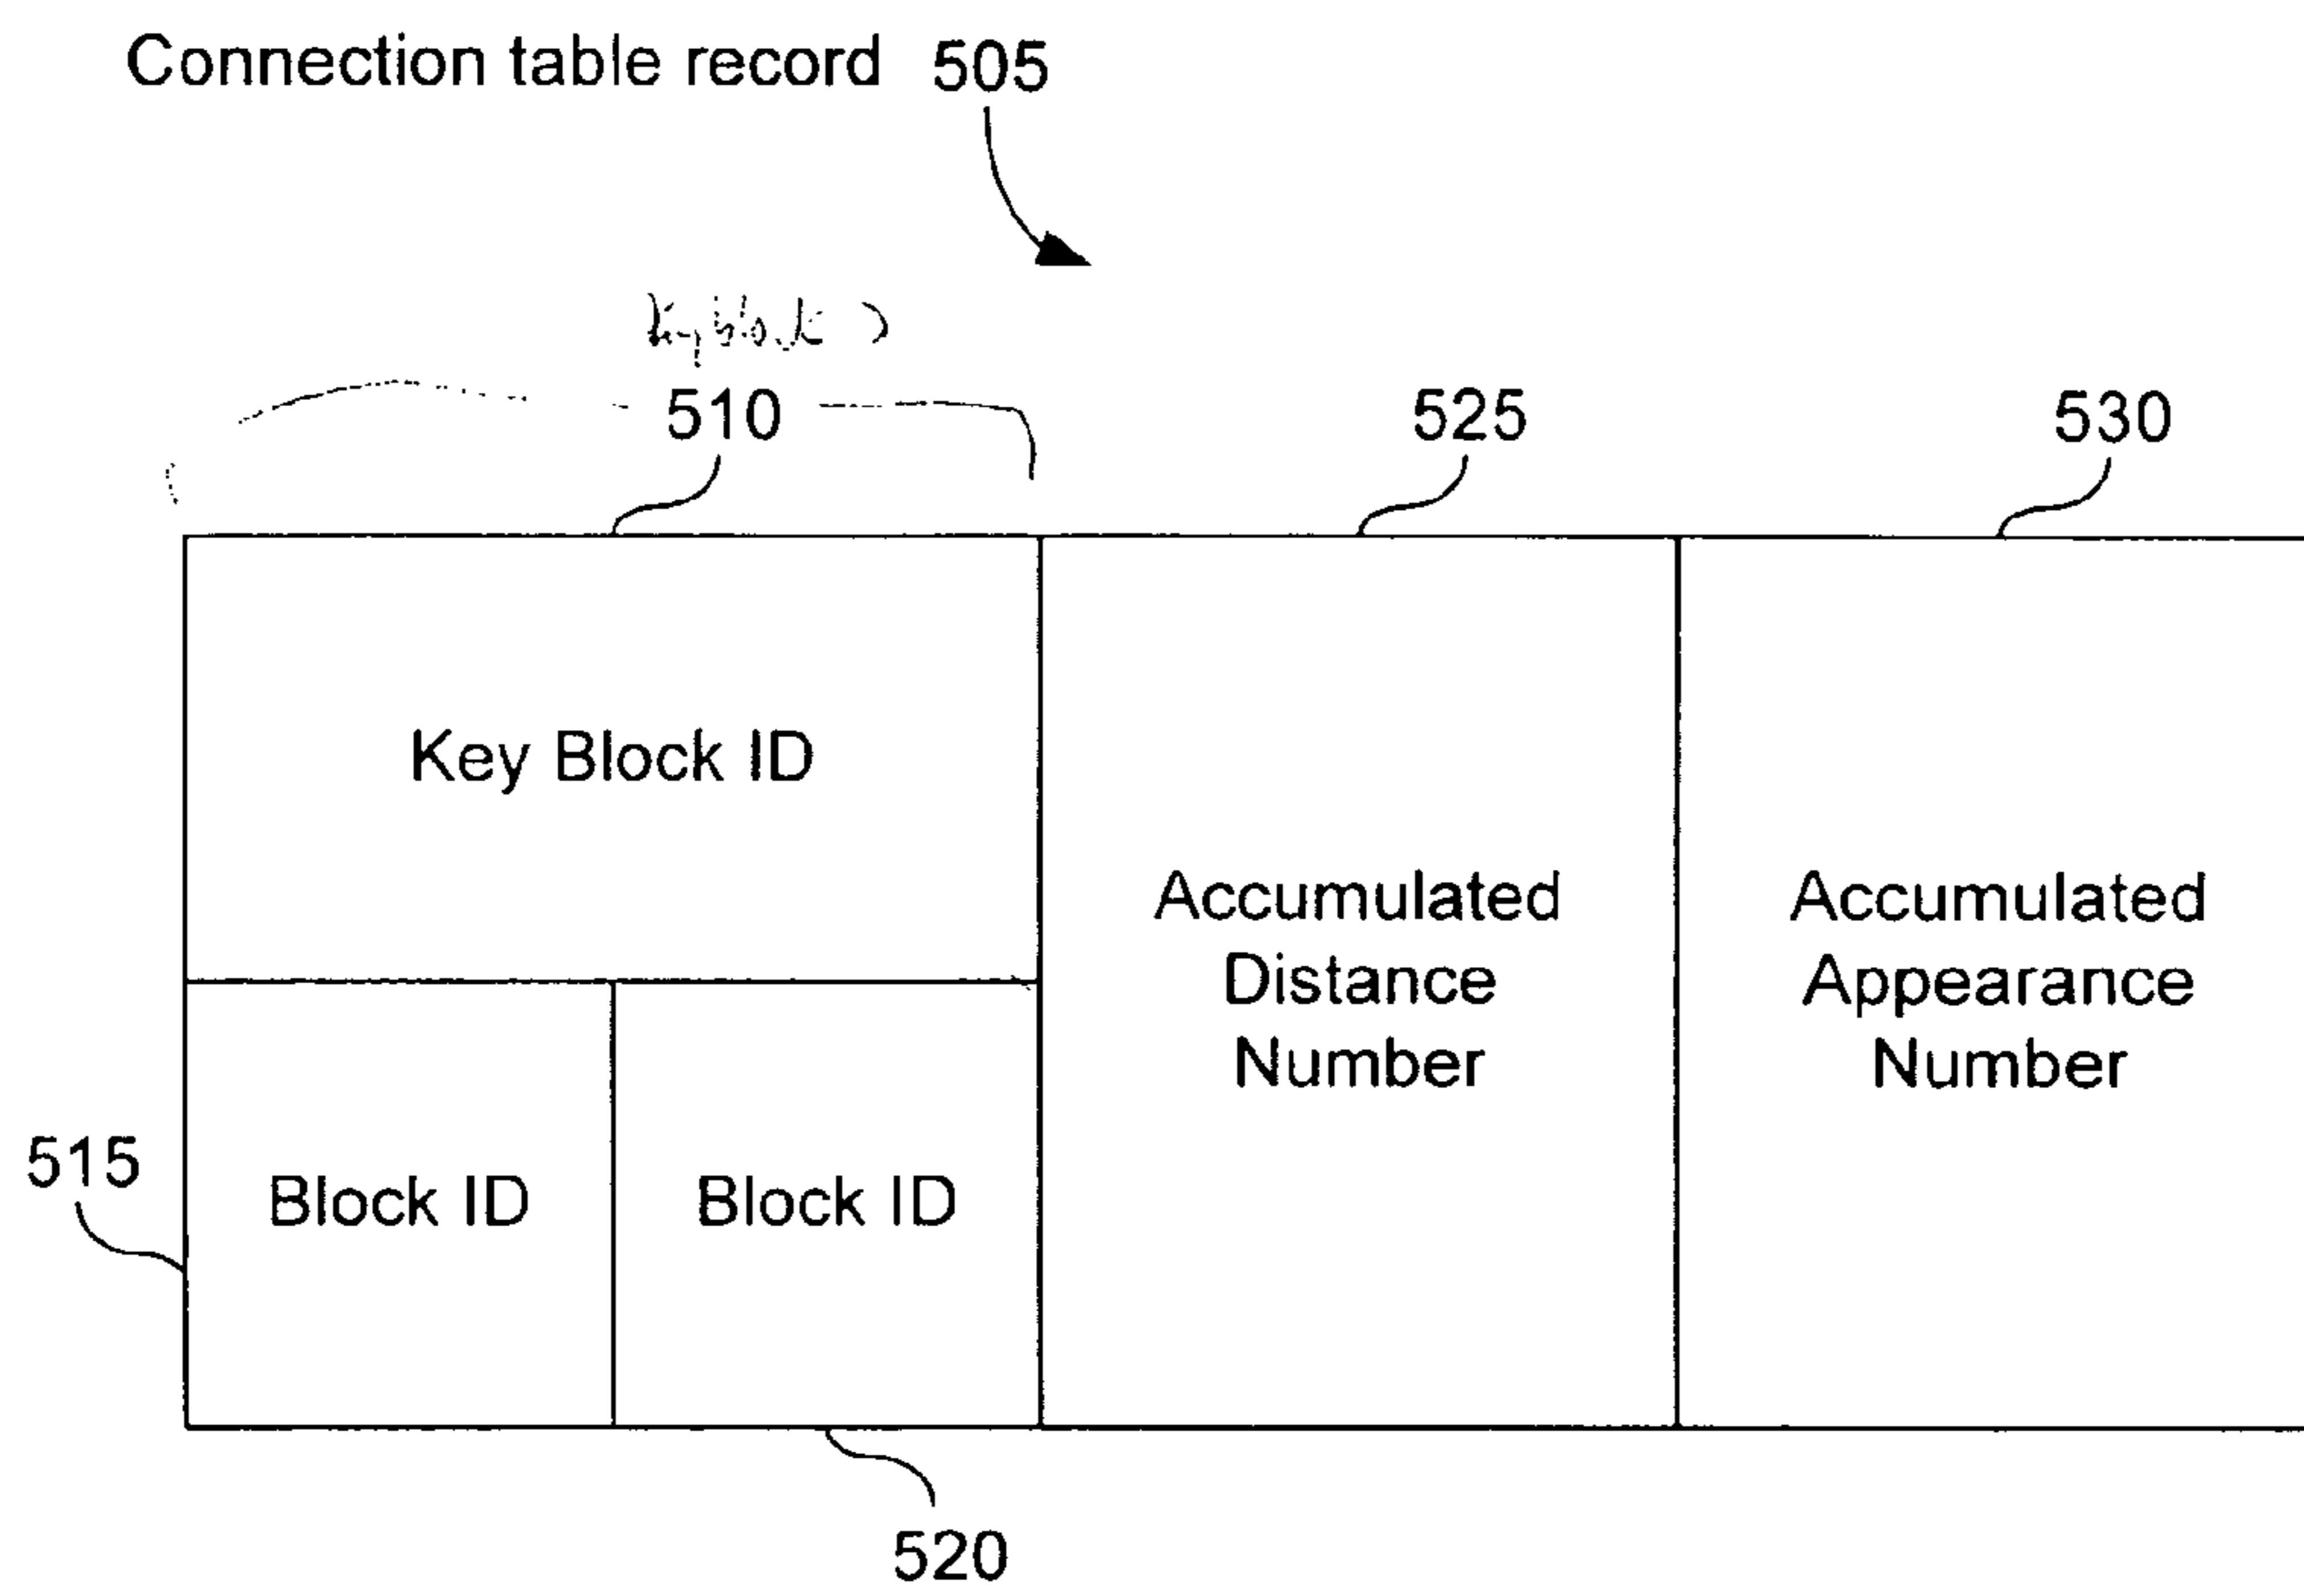 Connection table record 505
510
525
530
Key Block ID
Accumulated
Distance
Number
Accumulated
Appearance
Number
515
Block ID
Block ID
520